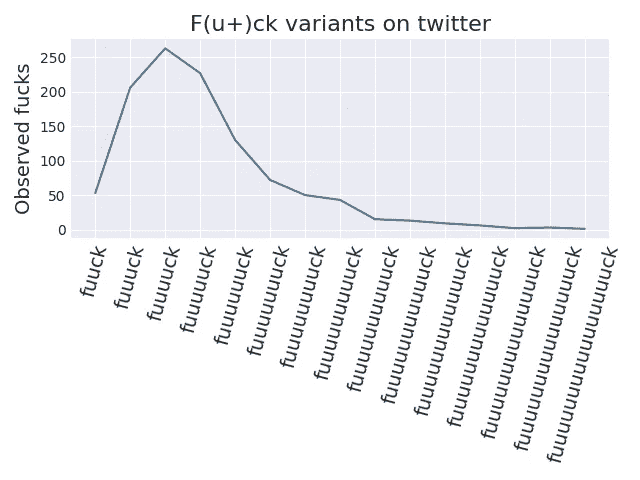 F(u+)ck variants on twitter
Observed fucks
250
200
150
100
50
0
fuuck
fuuuck
fuuuuck
fuuuuuck
fuuuuuuck
fuuuuuuuck
fuuuuuuuuck
fuuuuuuuuuck
fuuuuuuuuuuck
fuuuuuuuuuuuck
fuuuuuuuuuuuuck
fuuuuuuuuuuuuuck
fuuuuuuuuuuuuuuck
fuuuuuuuuuuuuuuuck
fuuuuuuuuuuuuuuuuck